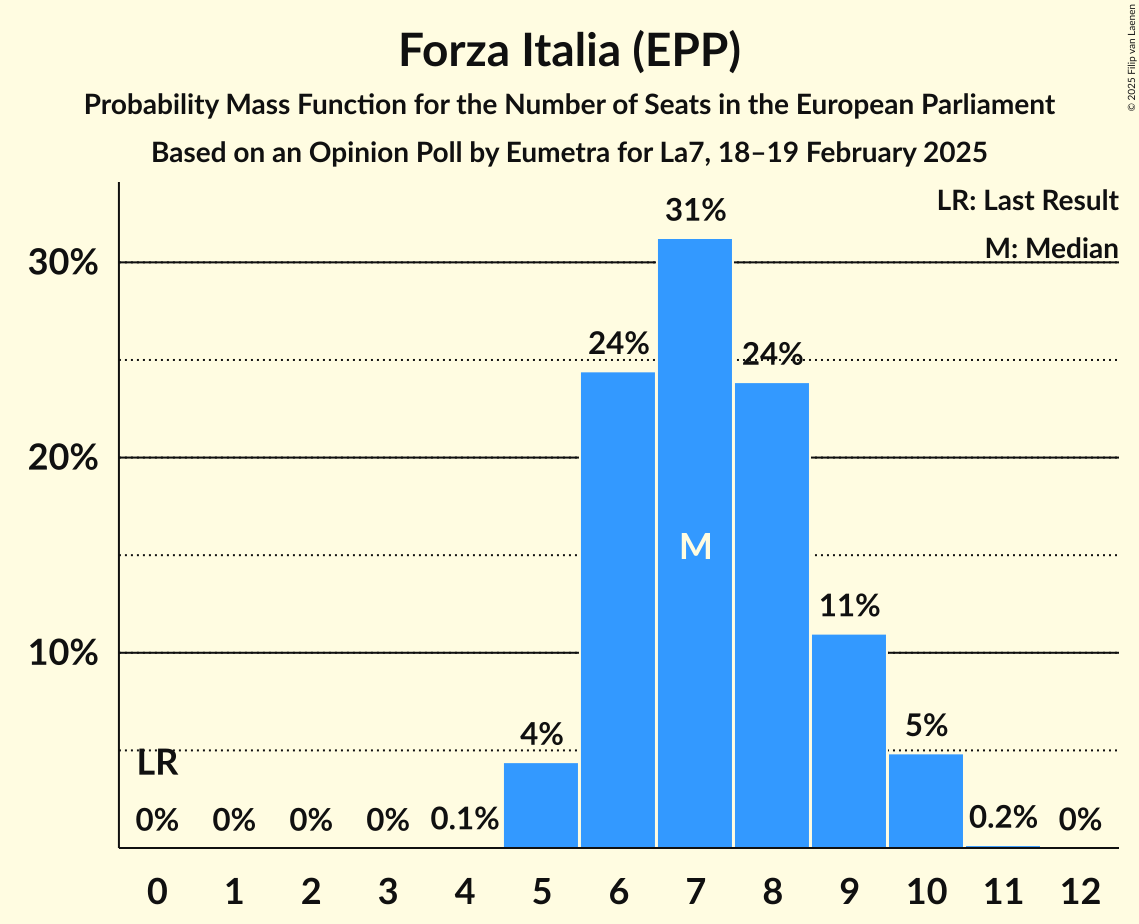 Forza Italia (EPP)
Probability Mass Function for the Number of Seats in the European Parliament
Based on an Opinion Poll by Eumetra for La7, 18–19 February 2025
© 2025 Filip van Laenen
LR: Last Result
M: Median
31%
30%
24%
24%
20%
M
11%
10%
5%
4%
LR
0%
0%
0%
0%
0.1%
0.2%
0%
0 1 2 3 4 5 6 7 8 9 10 11 12